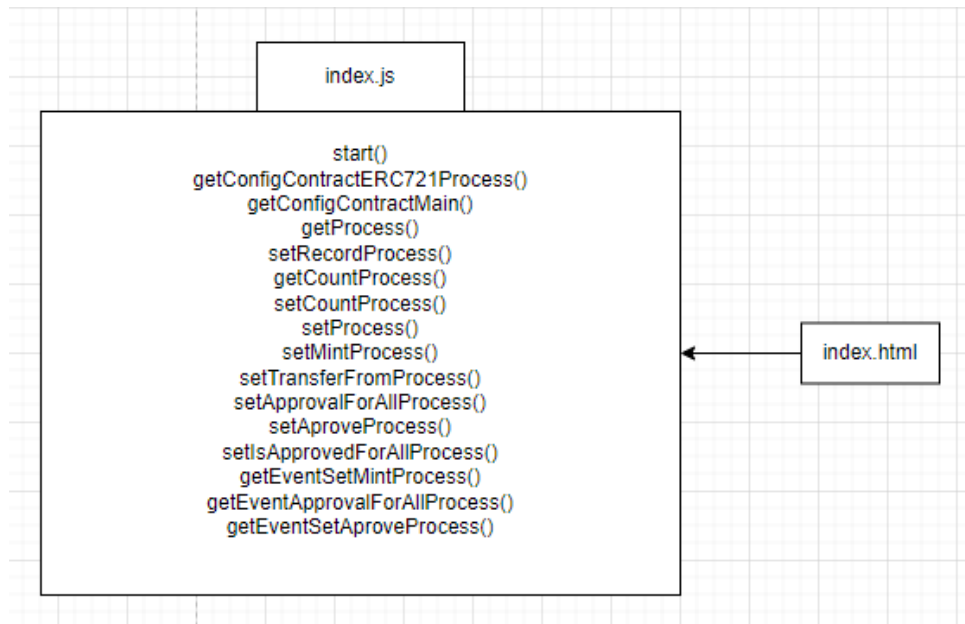 index.js
start()
getConfigContractERC721Process()
getConfigContractMain()
getProcess()
setRecordProcess()
getCountProcess()
setCountProcess()
setProcess()
setMintProcess()
setTransferFromProcess()
setApprovalForAllProcess()
setAproveProcess()
setIsApprovedForAllProcess()
getEventSetMintProcess()
getEventApprovalForAllProcess()
getEventSetAproveProcess()
index.html